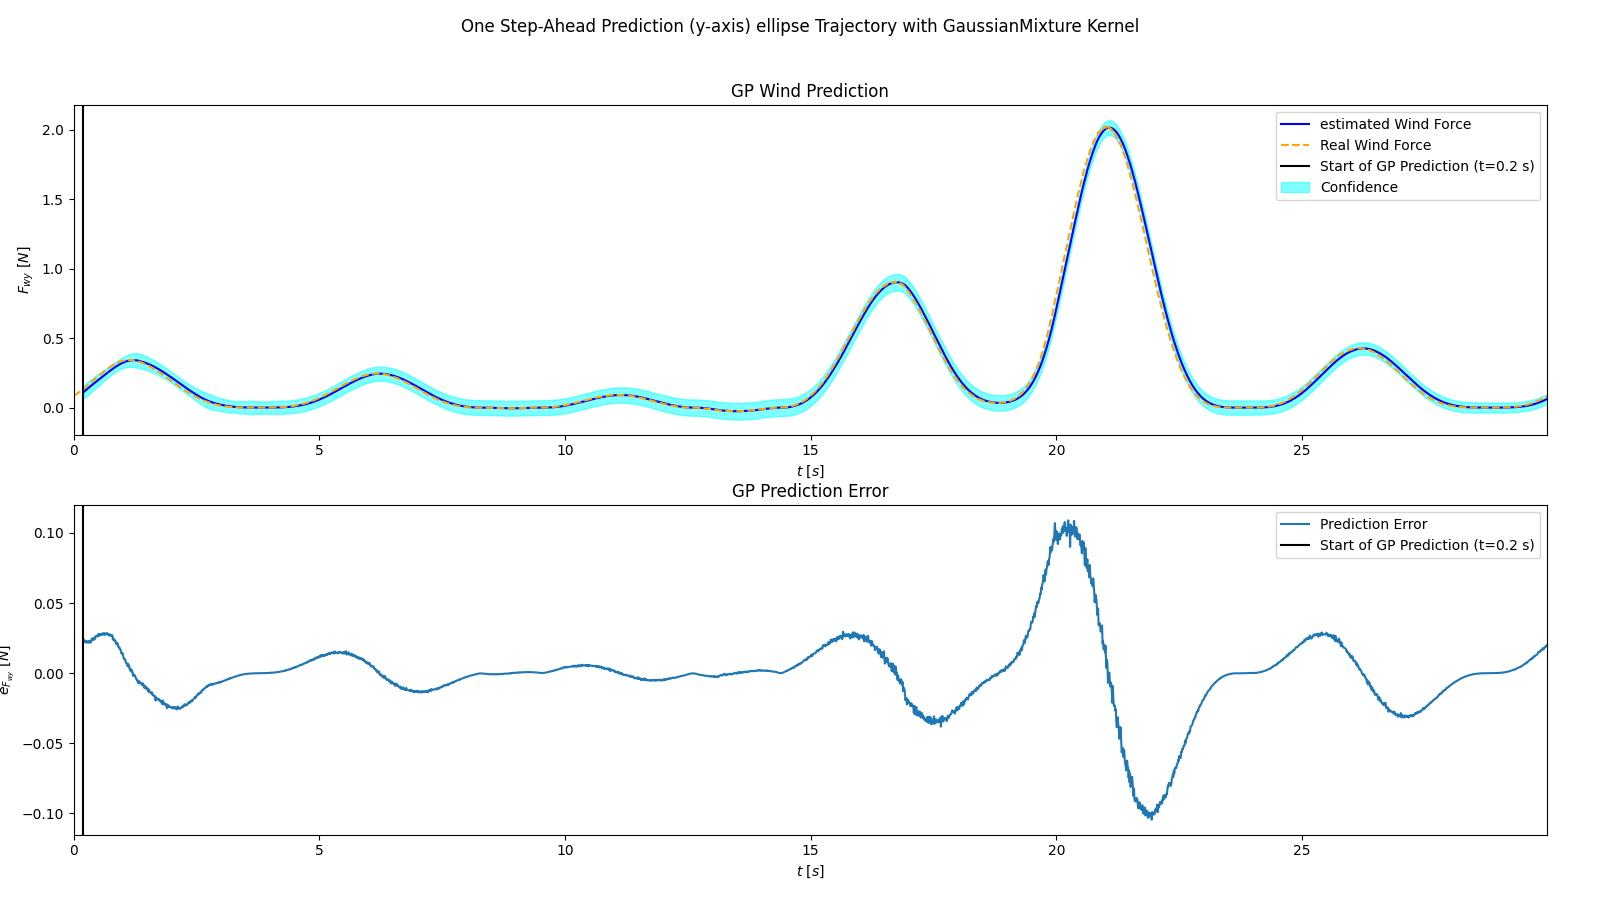 One Step-Ahead Prediction (y-axis) ellipse Trajectory with GaussianMixture Kernel
GP Wind Prediction
F_wy [N]
2.0
1.5
1.0
0.5
0.0
estimated Wind Force
Real Wind Force
Start of GP Prediction (t=0.2 s)
Confidence
0 5 10 15 20 25
t [s]
GP Prediction Error
e_F_wy [N]
0.10
0.05
0.00
−0.05
−0.10
Prediction Error
Start of GP Prediction (t=0.2 s)
0 5 10 15 20 25
t [s]